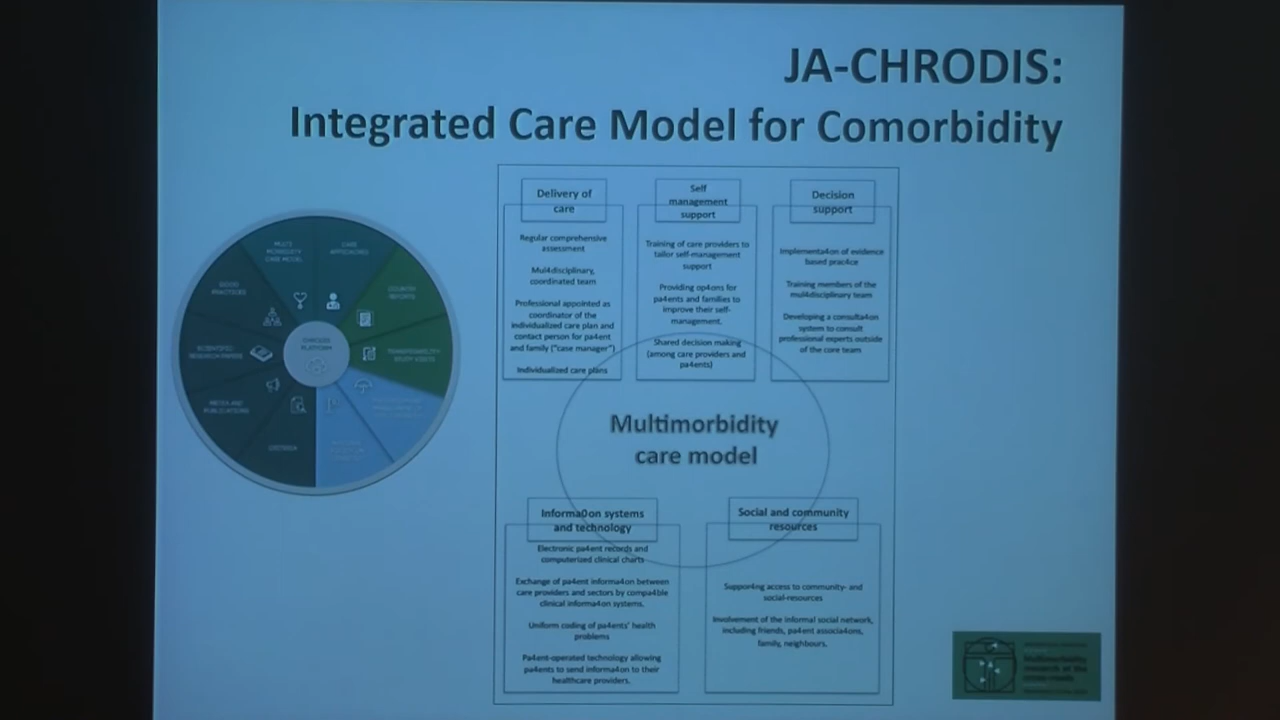 JA-CHRODIS:
Integrated Care Model for Comorbidity
MULTI
MORBIDITY
CARE MODEL
CARE
APPROACHES
COUNTRY
REPORTS
GOOD
PRACTICES
CHRODIS
PLATFORM
SCIENTIFIC
RESEARCH PAPERS
STUDY VISITS
NOTES AND
PUBLICATIONS
Delivery of
care
Regular comprehensive
assessment
Mul4disciplinary,
coordinated team
Professional appointed as
coordinator of the
individualized care plan and
contact person for pa4ent
and family ("case manager")
Individualized care plans
Self
management
support
Training of care providers to
tailor self-management
support
Providing op4ons for
pa4ents and families to
improve their self-
management.
Shared decision making
(among care providers and
pa4ents)
Decision
support
Implementa4on of evidence
based prac4ce
Training members of the
mul4disciplinary team
Developing a consulta4on
system to consult
professional experts outside
of the core team
Multimorbidity
care model
Informa0on systems
and technology
Electronic pa4ent records and
computerized clinical charts
Exchange of pa4ent informa4on between
care providers and sectors by compa4ble
clinical informa4on systems.
Uniform coding of pa4ents' health
problems
Pa4ent-operated technology allowing
pa4ents to send informa4on to their
healthcare providers.
Social and community
resources
Suppor4ng access to community- and
social-resources
Involvement of the informal social network,
including friends, pa4ent associa4ons,
family, neighbours.
Multimorbidity
research at the
cross-roads